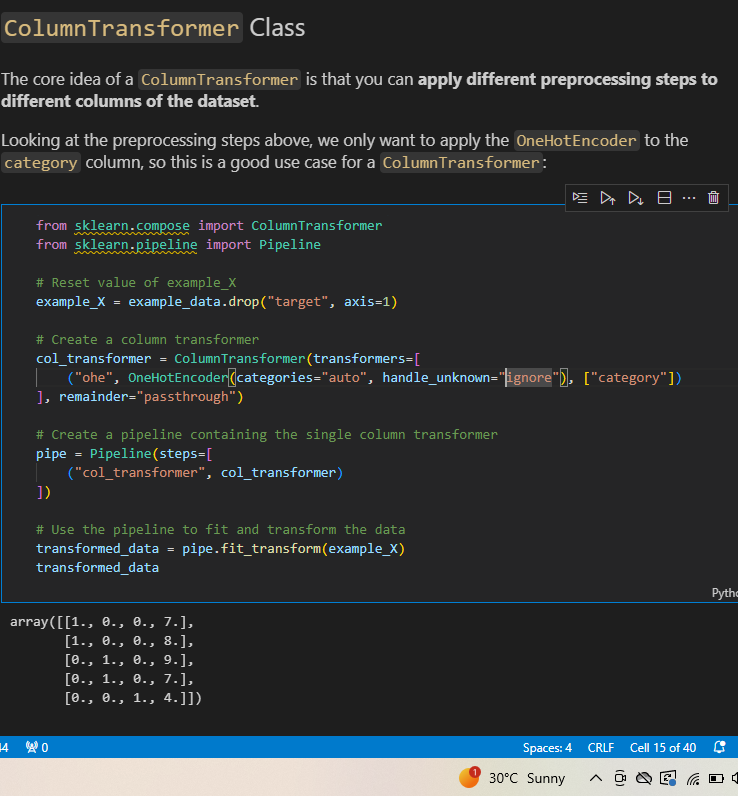 ColumnTransformer Class
The core idea of a ColumnTransformer is that you can apply different preprocessing steps to
different columns of the dataset.
Looking at the preprocessing steps above, we only want to apply the OneHotEncoder to the
category column, so this is a good use case for a ColumnTransformer:
from sklearn.compose import ColumnTransformer
from sklearn.pipeline import Pipeline
# Reset value of example_X
example_X = example_data.drop("target", axis=1)
# Create a column transformer
col_transformer = ColumnTransformer(transformers=[
("ohe", OneHotEncoder(categories="auto", handle_unknown="ignore"), ["category"])
], remainder="passthrough")
# Create a pipeline containing the single column transformer
pipe = Pipeline(steps=[
("col_transformer", col_transformer)
])
# Use the pipeline to fit and transform the data
transformed_data = pipe.fit_transform(example_X)
transformed_data
Pytho
array([[1., 0., 0., 7.],
[1., 0., 0., 8.],
[0., 1., 0., 9.],
[0., 1., 0., 7.],
[0., 0., 1., 4.]])
44 0 Spaces: 4 CRLF Cell 15 of 40
1 30°C Sunny